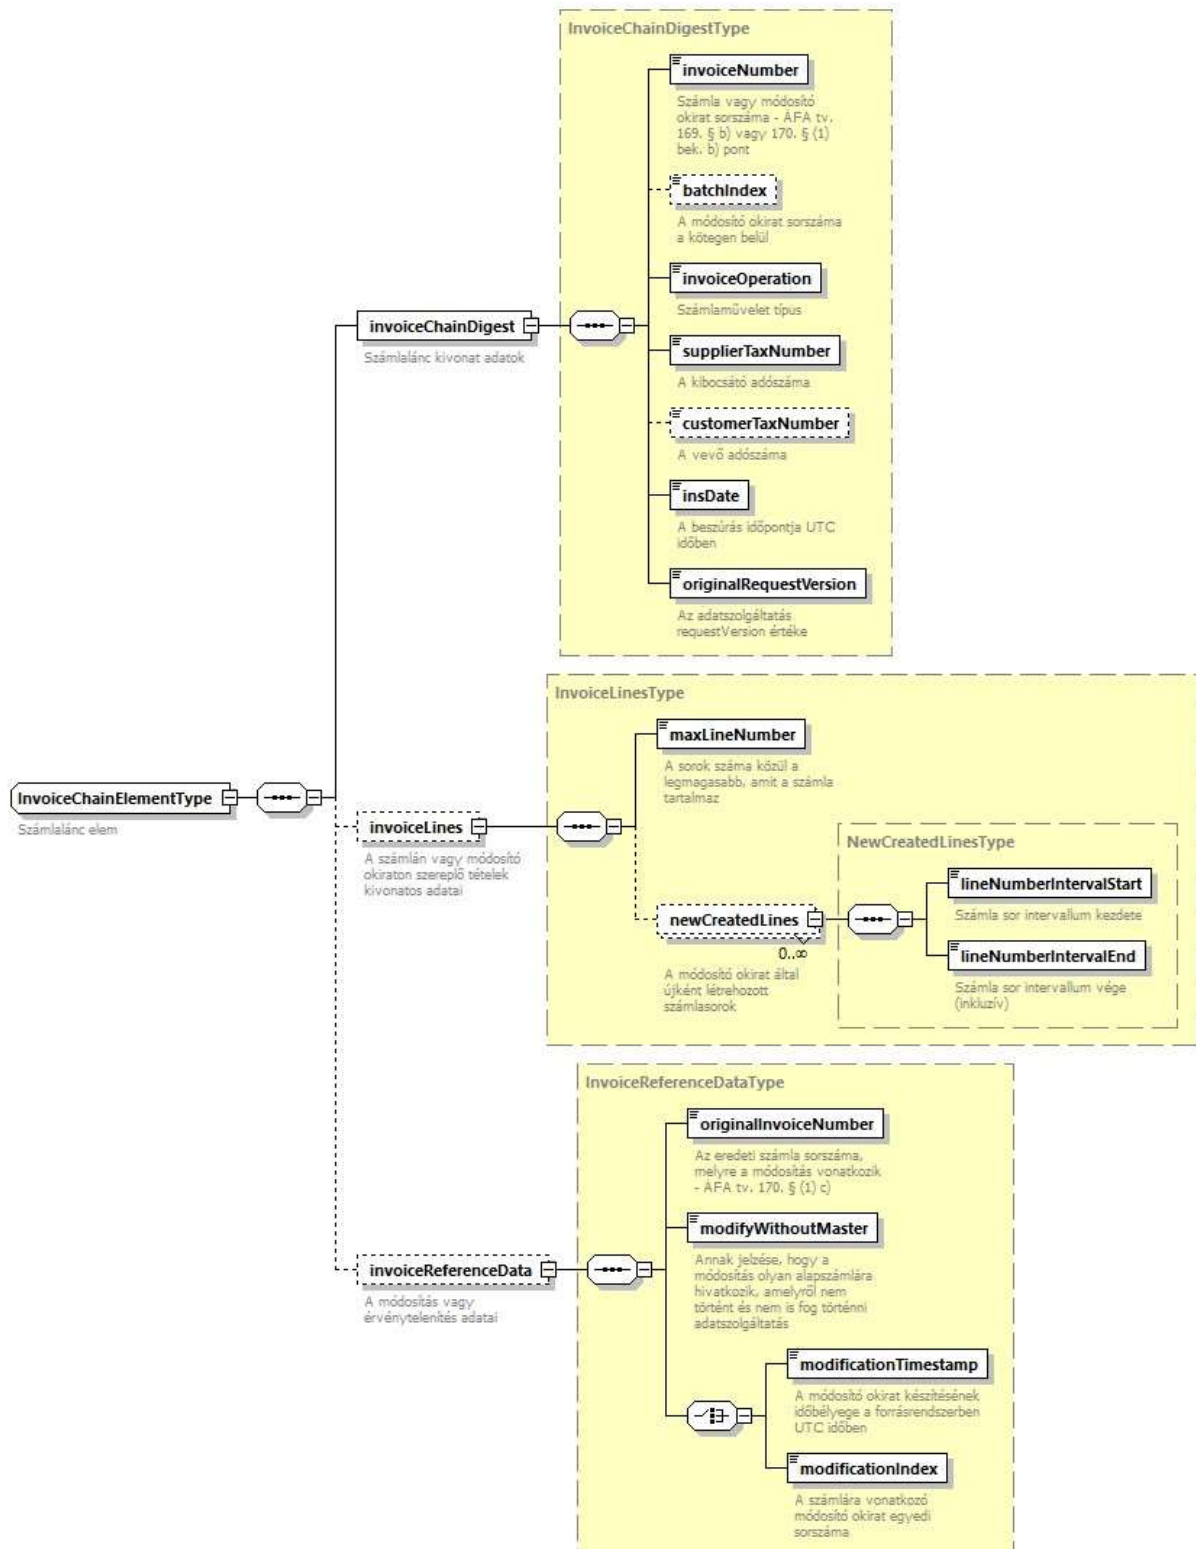 InvoiceChainDigestType
invoiceNumber
Számla vagy módosító
okirat sorszáma - ÁFA tv.
169. § b) vagy 170. § (1)
bek. b) pont
batchIndex
A módosító okirat sorszáma
a kötegen belül
invoiceOperation
Számlaművelet típus
invoiceChainDigest
Számlalánc kivonat adatok
supplierTaxNumber
A kibocsátó adószáma
customerTaxNumber
A vevő adószáma
insDate
A beszúrás időpontja UTC
időben
originalRequestVersion
Az adatszolgáltatás
requestVersion értéke
InvoiceLinesType
maxLineNumber
A sorok száma közül a
legmagasabb, amit a számla
tartalmaz
InvoiceChainElementType
Számlalánc elem
invoiceLines
A számlán vagy módosító
okiraton szereplő tételek
kivonatos adatai
NewCreatedLinesType
lineNumberIntervalStart
Számla sor intervallum kezdete
newCreatedLines
0..∞
A módosító okirat által
újként létrehozott
számlasorok
lineNumberIntervalEnd
Számla sor intervallum vége
(inkluzív)
InvoiceReferenceDataType
originalInvoiceNumber
Az eredeti számla sorszáma,
melyre a módosítás vonatkozik
- ÁFA tv. 170. § (1) c)
modifyWithoutMaster
Annak jelzése, hogy a
módosítás olyan alapszámlára
hivatkozik, amelyről nem
történt és nem is fog történni
adatszolgáltatás
invoiceReferenceData
A módosítás vagy
érvénytelenítés adatai
modificationTimestamp
A módosító okirat készítésének
időbélyege a forrásrendszerben
UTC időben
modificationIndex
A számlára vonatkozó
módosító okirat egyedi
sorszáma